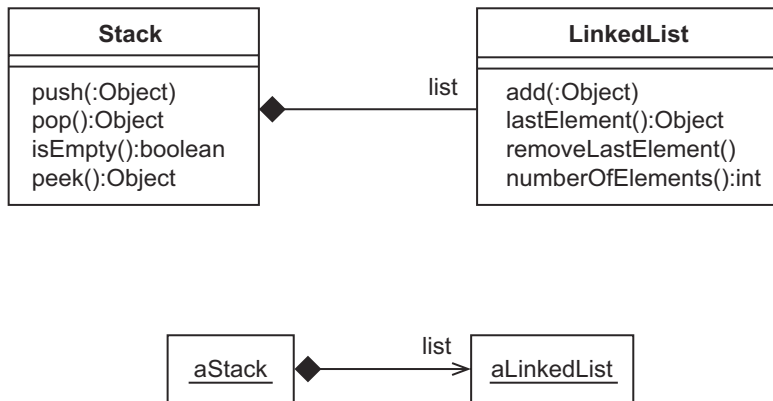 Stack
push(:Object)
pop():Object
isEmpty():boolean
peek():Object
list
LinkedList
add(:Object)
lastElement():Object
removeLastElement()
numberOfElements():int
aStack
list
aLinkedList